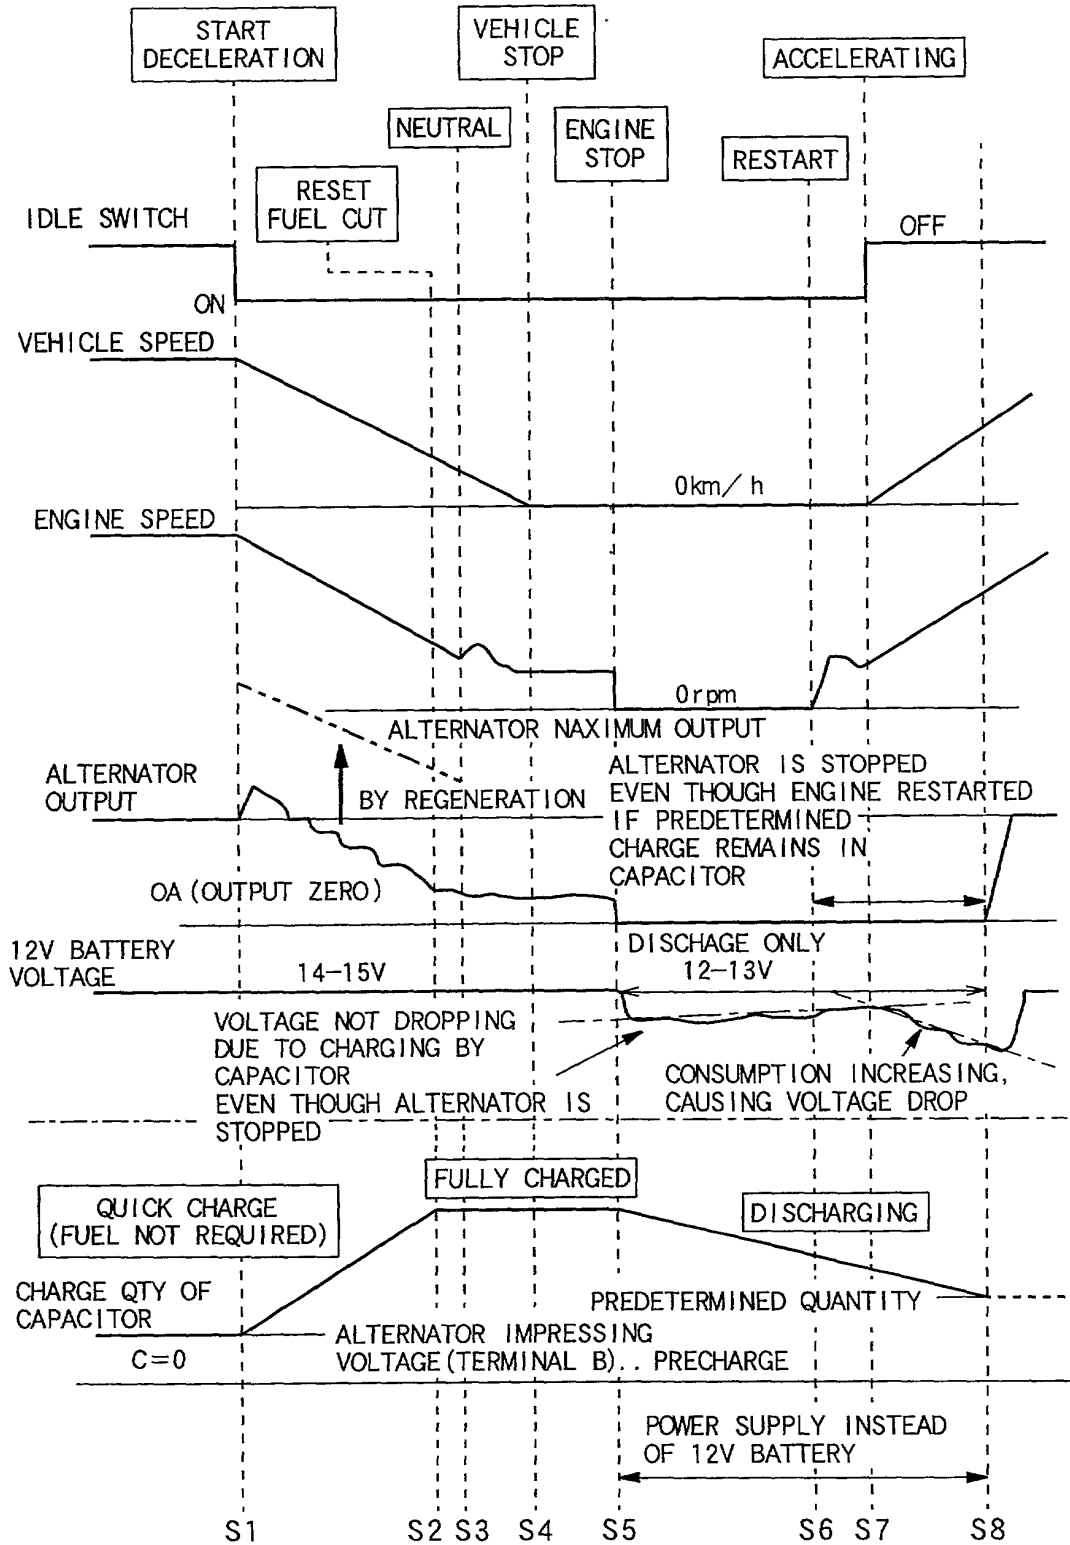 START
DECELERATION
VEHICLE
STOP
ACCELERATING
NEUTRAL
ENGINE
STOP
RESTART
RESET
FUEL CUT
IDLE SWITCH
OFF
ON
VEHICLE SPEED
0km/h
ENGINE SPEED
0rpm
ALTERNATOR NAXIMUM OUTPUT
ALTERNATOR
OUTPUT
BY REGENERATION
ALTERNATOR IS STOPPED
EVEN THOUGH ENGINE RESTARTED
IF PREDETERMINED
CHARGE REMAINS IN
CAPACITOR
0A (OUTPUT ZERO)
12V BATTERY
VOLTAGE
14-15V
DISCHAGE ONLY
12-13V
VOLTAGE NOT DROPPING
DUE TO CHARGING BY
CAPACITOR
EVEN THOUGH ALTERNATOR IS
STOPPED
CONSUMPTION INCREASING,
CAUSING VOLTAGE DROP
FULLY CHARGED
QUICK CHARGE
(FUEL NOT REQUIRED)
DISCHARGING
CHARGE QTY OF
CAPACITOR
PREDETERMINED QUANTITY
C=0
ALTERNATOR IMPRESSING
VOLTAGE (TERMINAL B).. PRECHARGE
POWER SUPPLY INSTEAD
OF 12V BATTERY
S1 S2 S3 S4 S5 S6 S7 S8